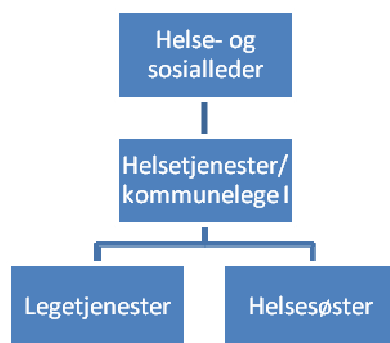 Helse- og
sosialleder
Helsetjenester/
kommunelege I
Legetjenester
Helsesøster